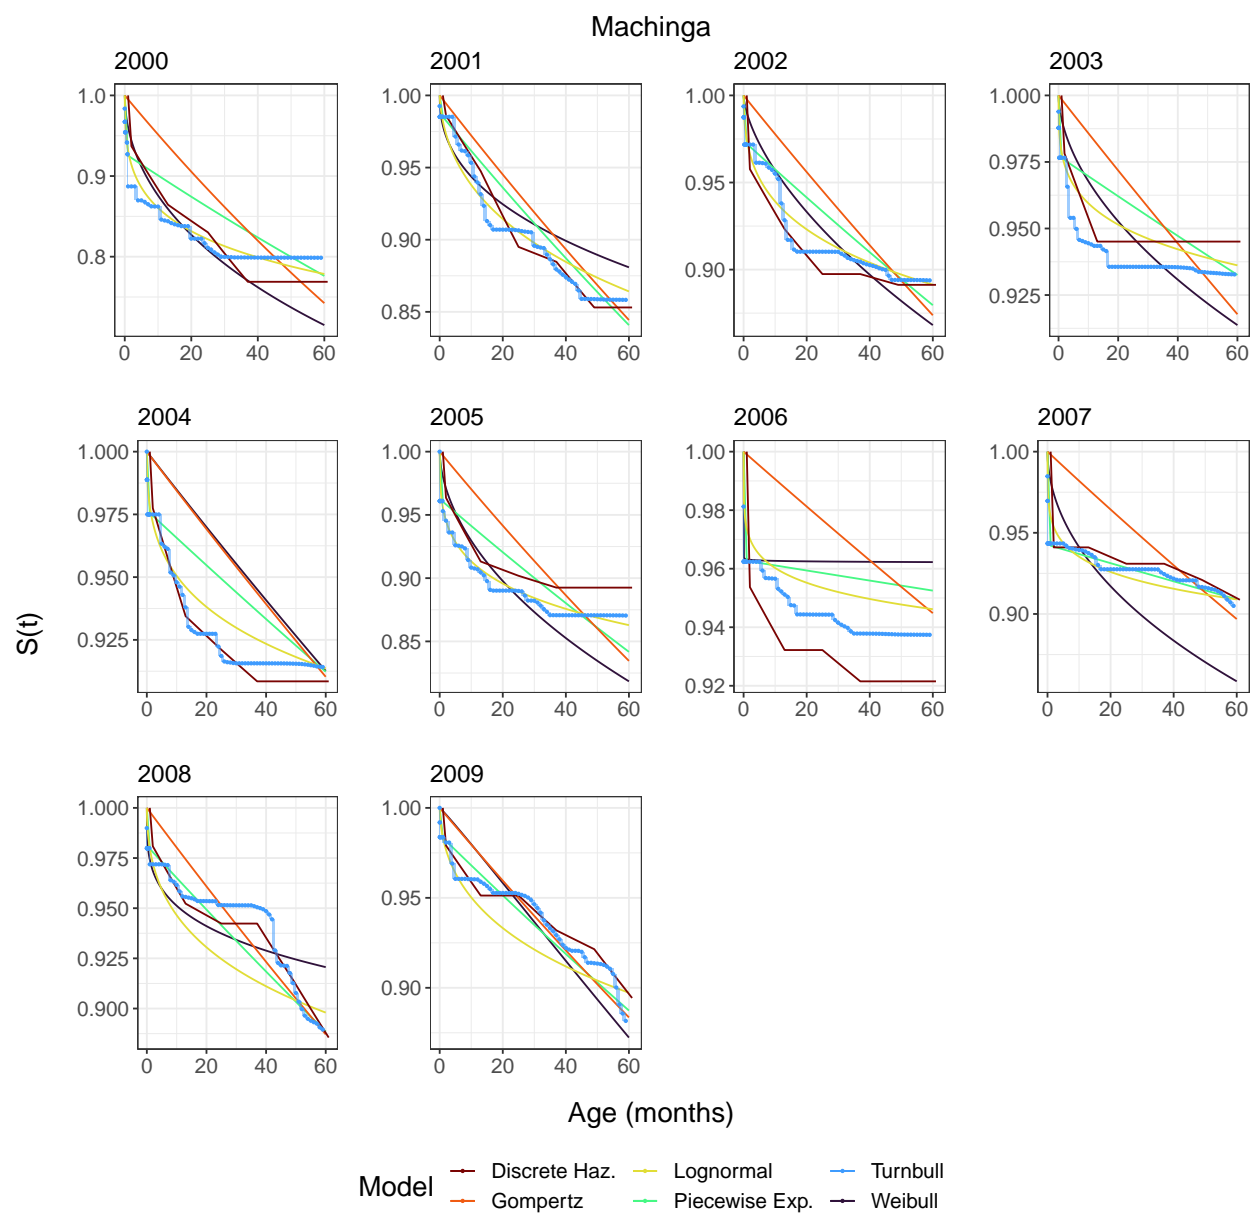 Machinga
2000 2001 2002 2003
1.0 1.00 1.00 1.000
0.9 0.95 0.95 0.975
0.8 0.90 0.90 0.950
0.85 0.925
0 20 40 60 0 20 40 60 0 20 40 60 0 20 40 60
2004 2005 2006 2007
1.000 1.00 1.00 1.00
0.975 0.95 0.98 0.95
0.950 0.90 0.96 0.90
0.925 0.85 0.94
0.92
0 20 40 60 0 20 40 60 0 20 40 60 0 20 40 60
S(t)
2008 2009
1.000 1.00
0.975 0.95
0.950 0.90
0.925
0.900
0 20 40 60 0 20 40 60
Age (months)
Model Discrete Haz. Lognormal Turnbull
Gompertz Piecewise Exp. Weibull